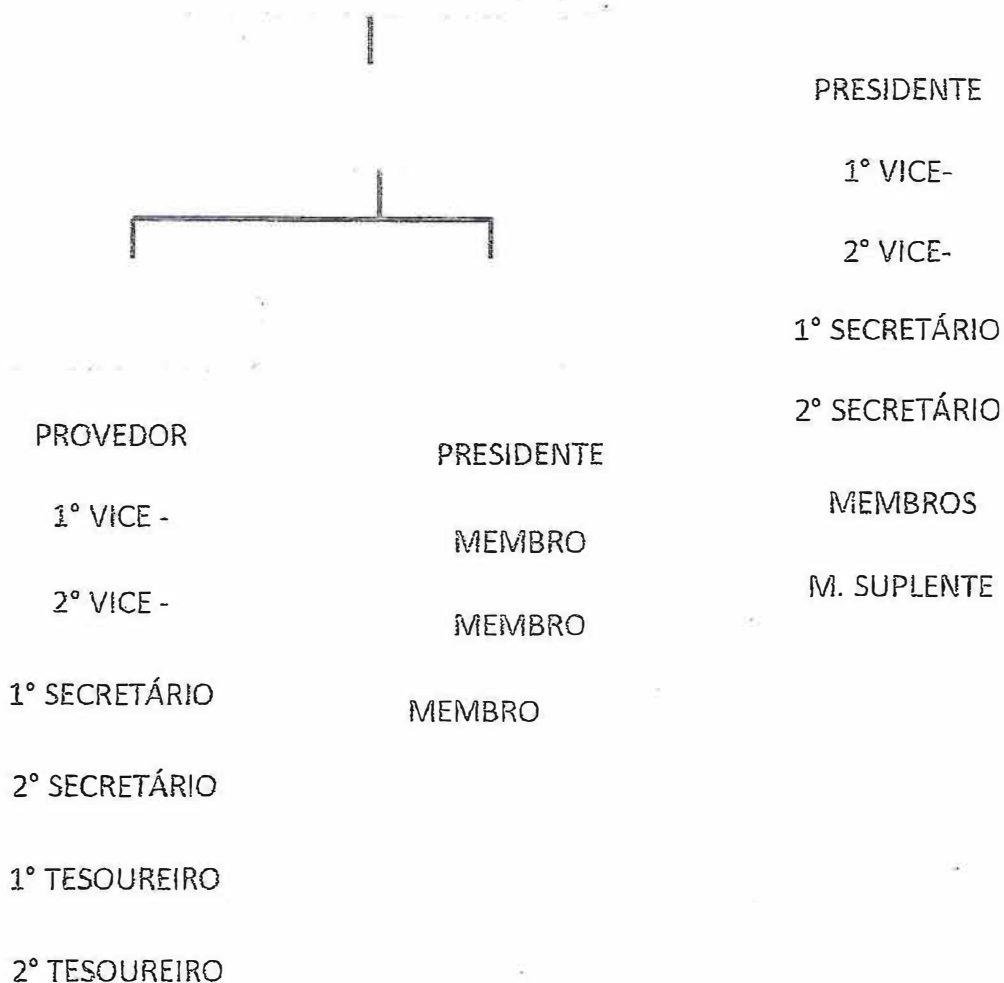 PRESIDENTE
1° VICE-
2° VICE-
1° SECRETÁRIO
2° SECRETÁRIO
MEMBROS
M. SUPLENTE
PROVEDOR
1° VICE -
2° VICE -
1° SECRETÁRIO
2° SECRETÁRIO
1° TESOUREIRO
2° TESOUREIRO
PRESIDENTE
MEMBRO
MEMBRO
MEMBRO